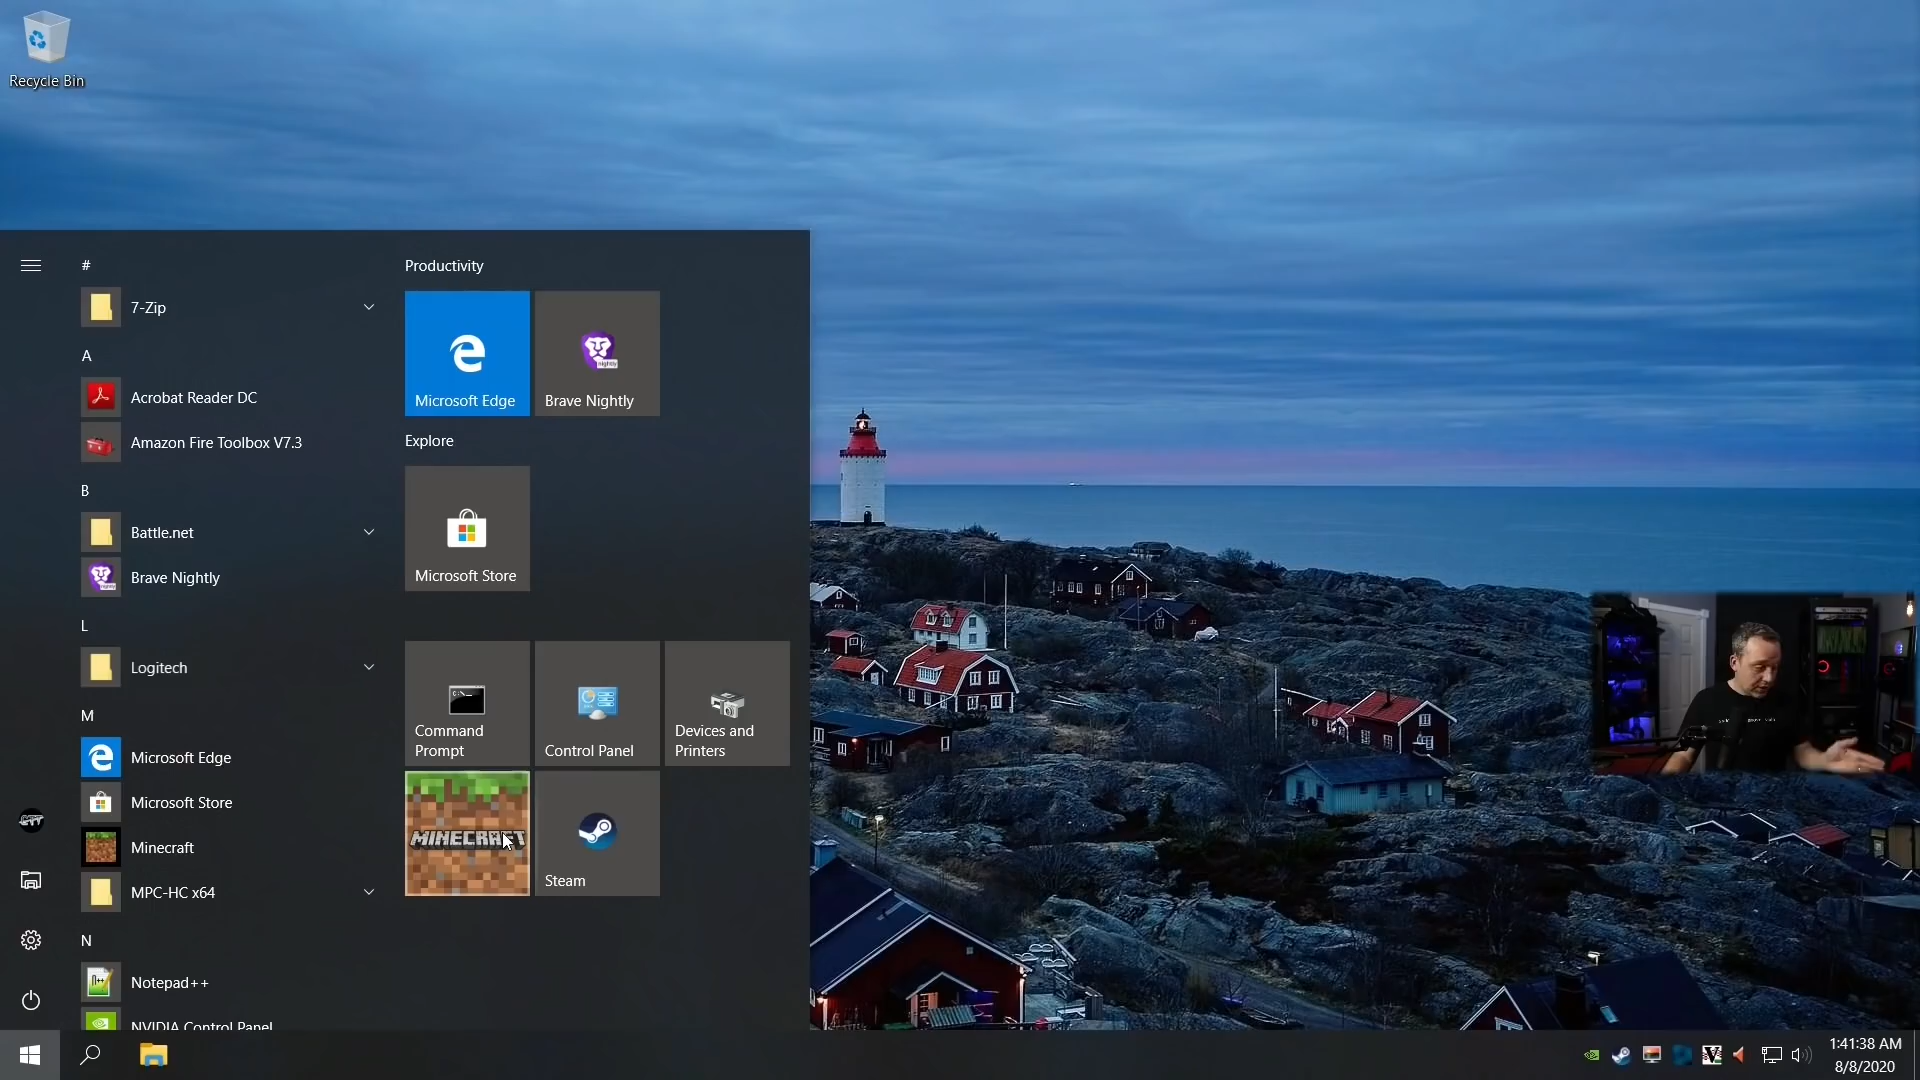 Recycle Bin
#
7-Zip
A
Acrobat Reader DC
Amazon Fire Toolbox V7.3
B
Battle.net
Brave Nightly
L
Logitech
M
Microsoft Edge
Microsoft Store
Minecraft
MPC-HC x64
N
Notepad++
NVIDIA Control Panel
Productivity
Microsoft Edge
Brave Nightly
Explore
Microsoft Store
Command
Prompt
Control Panel
Devices and
Printers
MINECRAFT
Steam
1:41:38 AM
8/8/2020